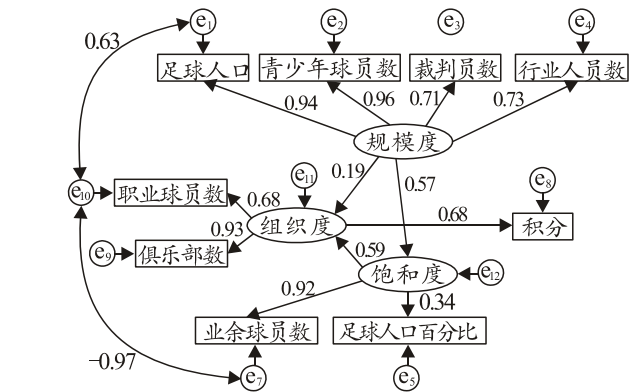 e1
e2
e3
e4
0.63
足球人口
青少年球员数
裁判员数
行业人员数
0.94
0.96
0.71
0.73
规模度
0.19
0.57
e11
e8
e10
职业球员数
0.68
组织度
0.68
积分
0.93
e9
俱乐部数
0.59
饱和度
e12
0.92
0.34
业余球员数
足球人口百分比
−0.97
e7
e5